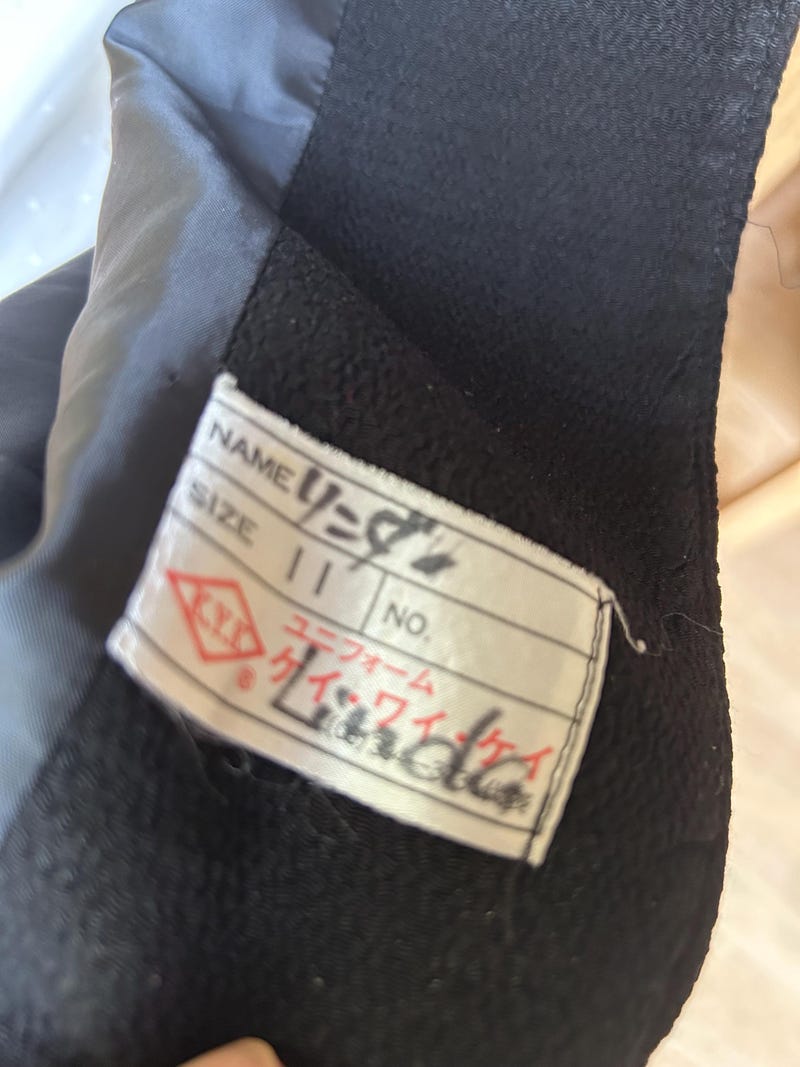 NAME リンダ
SIZE 11 NO.
K.Y.K
ユニフォーム
ケイ・ワイ・ケイ
®
Linda